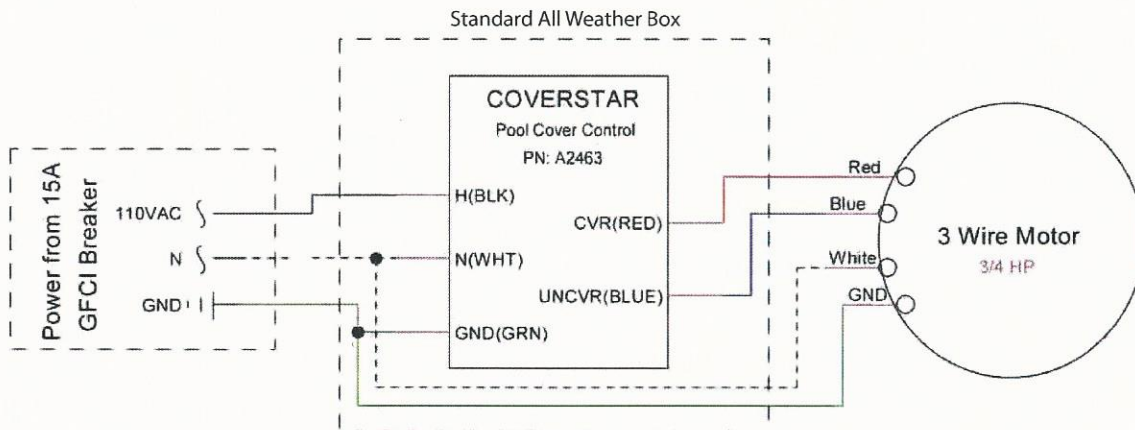 Standard All Weather Box
COVERSTAR
Pool Cover Control
PN: A2463
Power from 15A
GFCI Breaker
110VAC
N
GND
H(BLK)
N(WHT)
GND(GRN)
CVR(RED)
UNCVR(BLUE)
Red
Blue
White
GND
3 Wire Motor
3/4 HP